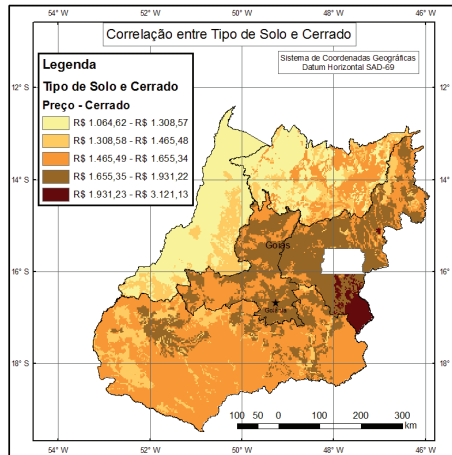 54° W 52° W 50° W 48° W 46° W
Correlação entre Tipo de Solo e Cerrado
Sistema de Coordenadas Geográficas
Datum Horizontal SAD-69
Legenda
Tipo de Solo e Cerrado
Preço - Cerrado
R$ 1.064,62 - R$ 1.308,57
R$ 1.308,58 - R$ 1.465,48
R$ 1.465,49 - R$ 1.655,34
R$ 1.655,35 - R$ 1.931,22
R$ 1.931,23 - R$ 3.121,13
12° S 12° S
14° S 14° S
16° S 16° S
18° S 18° S
Goiás
Goiânia
100 50 0 100 200 300
Km
54° W 52° W 50° W 48° W 46° W